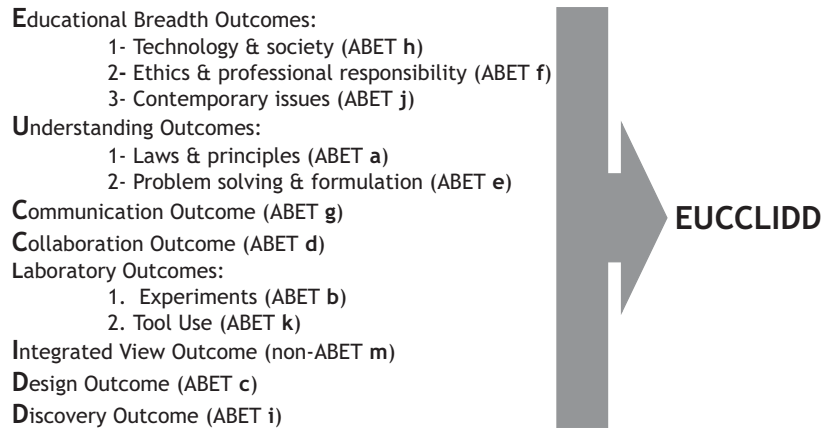 Educational Breadth Outcomes:
1- Technology & society (ABET h)
2- Ethics & professional responsibility (ABET f)
3- Contemporary issues (ABET j)
Understanding Outcomes:
1- Laws & principles (ABET a)
2- Problem solving & formulation (ABET e)
Communication Outcome (ABET g)
Collaboration Outcome (ABET d)
Laboratory Outcomes:
1. Experiments (ABET b)
2. Tool Use (ABET k)
Integrated View Outcome (non-ABET m)
Design Outcome (ABET c)
Discovery Outcome (ABET i)
EUCCLIDD